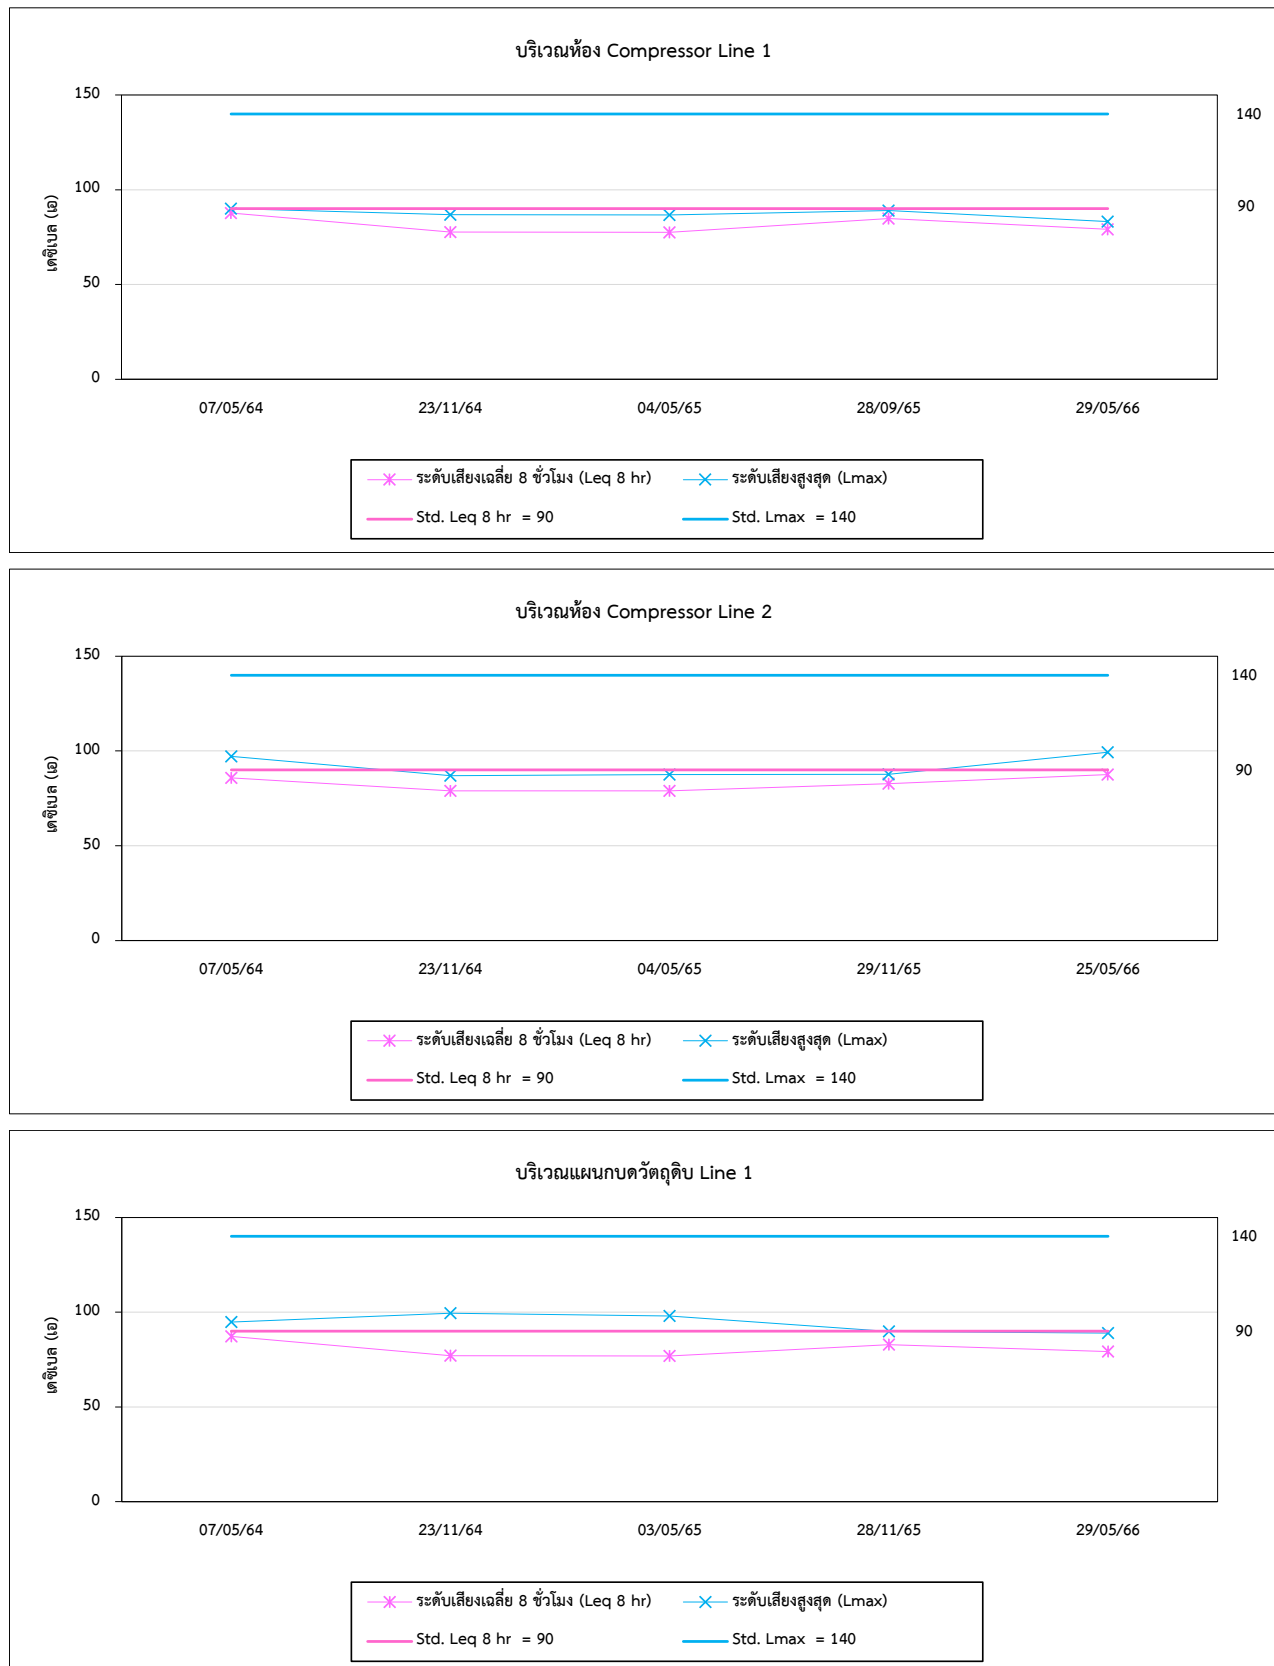 บริเวณห้อง Compressor Line 1
150
140
100
90
50
0
เดซิเบล (เอ)
07/05/64 23/11/64 04/05/65 28/09/65 29/05/66
ระดับเสียงเฉลี่ย 8 ชั่วโมง (Leq 8 hr) ระดับเสียงสูงสุด (Lmax)
Std. Leq 8 hr = 90 Std. Lmax = 140
บริเวณห้อง Compressor Line 2
150
140
100
90
50
0
เดซิเบล (เอ)
07/05/64 23/11/64 04/05/65 29/11/65 25/05/66
ระดับเสียงเฉลี่ย 8 ชั่วโมง (Leq 8 hr) ระดับเสียงสูงสุด (Lmax)
Std. Leq 8 hr = 90 Std. Lmax = 140
บริเวณแผนกบดวัตถุดิบ Line 1
150
140
100
90
50
0
เดซิเบล (เอ)
07/05/64 23/11/64 03/05/65 28/11/65 29/05/66
ระดับเสียงเฉลี่ย 8 ชั่วโมง (Leq 8 hr) ระดับเสียงสูงสุด (Lmax)
Std. Leq 8 hr = 90 Std. Lmax = 140